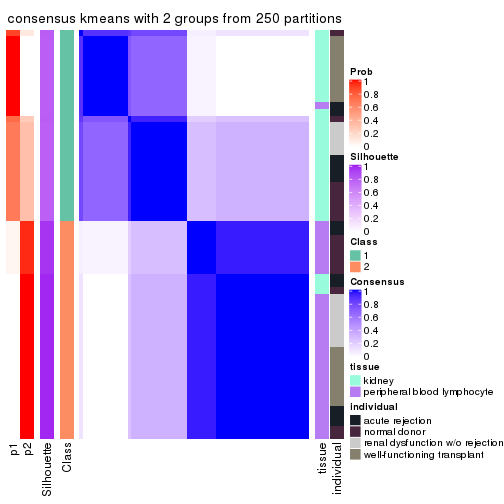 consensus kmeans with 2 groups from 250 partitions
Prob
1
0.8
0.6
0.4
0.2
0
Silhouette
1
0.8
0.6
0.4
0.2
0
Class
1
2
Consensus
1
0.8
0.6
0.4
0.2
0
tissue
kidney
peripheral blood lymphocyte
individual
acute rejection
normal donor
renal dysfunction w/o rejection
well-functioning transplant
p1
p2
Silhouette
Class
tissue
individual